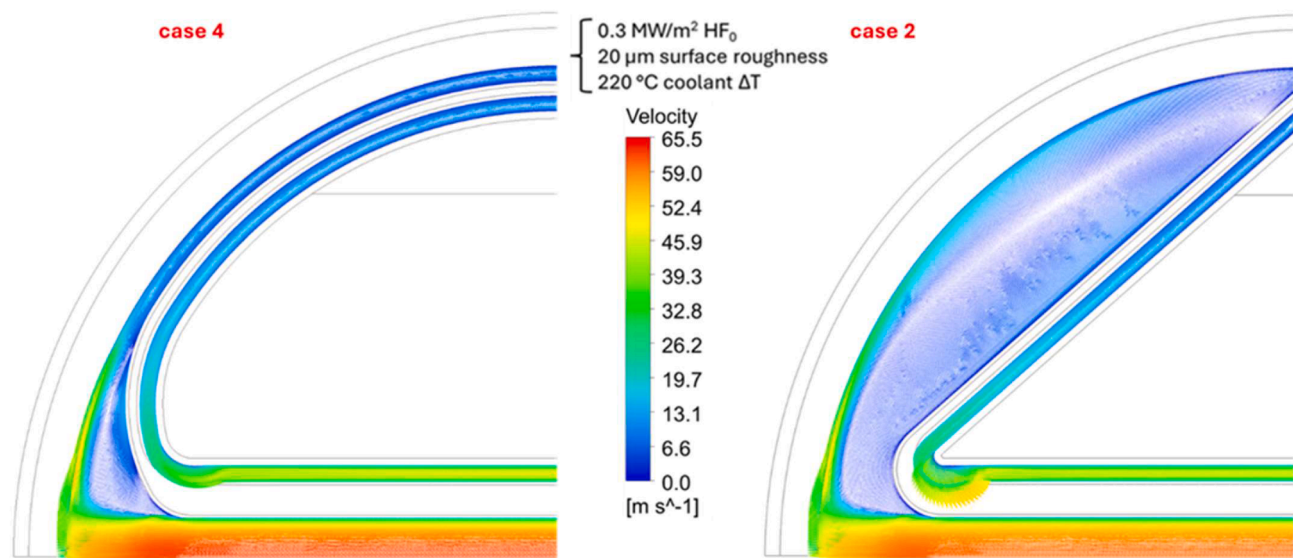 case 4
0.3 MW/m² HF₀
20 µm surface roughness
220 °C coolant ΔT
case 2
Velocity
65.5
59.0
52.4
45.9
39.3
32.8
26.2
19.7
13.1
6.6
0.0
[m s^-1]